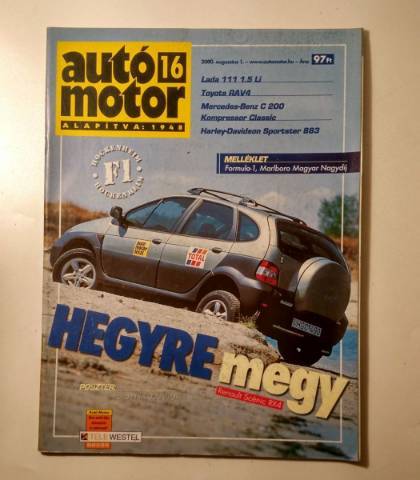 autó 16
motor
ALAPÍTVA: 1948
2000. augusztus 1. – www.automotor.hu – Ára: 97 Ft
Lada 111 1.5 Li
Toyota RAV4
Mercedes-Benz C 200
Kompressor Classic
Harley-Davidson Sportster 883
MELLÉKLET
Formula-1, Marlboro Magyar Nagydíj
HOCKENHEIM
F1
HOCKENHEIM
TOTAL
HEGYRE
megy
Renault Scénic RX4
POSZTER:
WESTEL